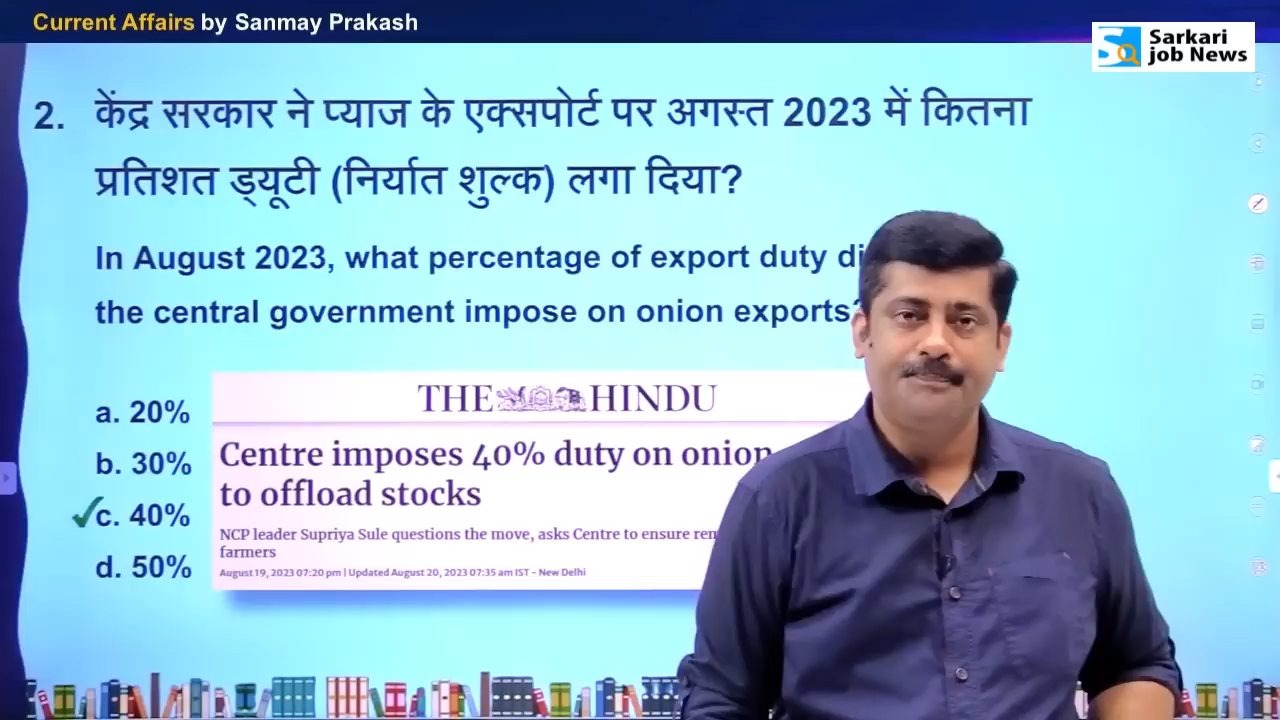 Current Affairs by Sanmay Prakash
Sarkari
Job News
2. केंद्र सरकार ने प्याज के एक्सपोर्ट पर अगस्त 2023 में कितना
प्रतिशत ड्यूटी (निर्यात शुल्क) लगा दिया?
In August 2023, what percentage of export duty di
the central government impose on onion exports?
a. 20%
b. 30%
c. 40%
d. 50%
THE HINDU
Centre imposes 40% duty on onion
to offload stocks
NCP leader Supriya Sule questions the move, asks Centre to ensure
farmers
August 19, 2023 07:20 pm | Updated August 20, 2023 07:35 am IST - New Delhi